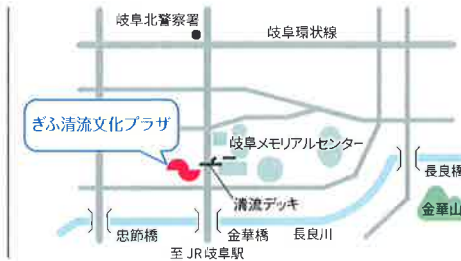 岐阜北警察署
岐阜環状線
ぎふ清流文化プラザ
岐阜メモリアルセンター
清流デッキ
長良橋
金華山
忠節橋
金華橋
長良川
至JR岐阜駅